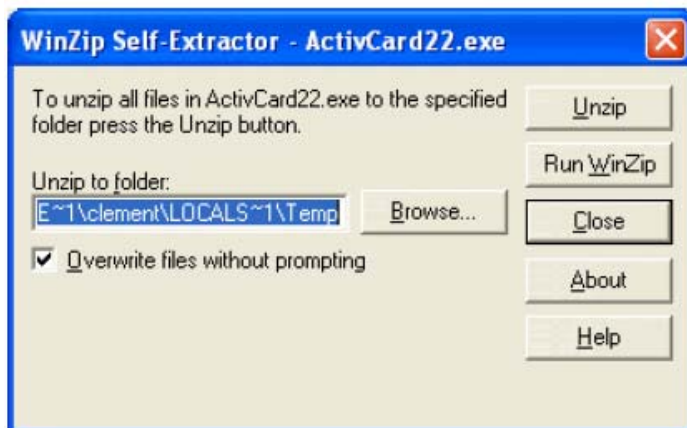 WinZip Self-Extractor - ActivCard22.exe
To unzip all files in ActivCard22.exe to the specified
folder press the Unzip button.
Unzip to folder:
E~1\clement\LOCALS~1\Temp
Browse...
Overwrite files without prompting
Unzip
Run WinZip
Close
About
Help